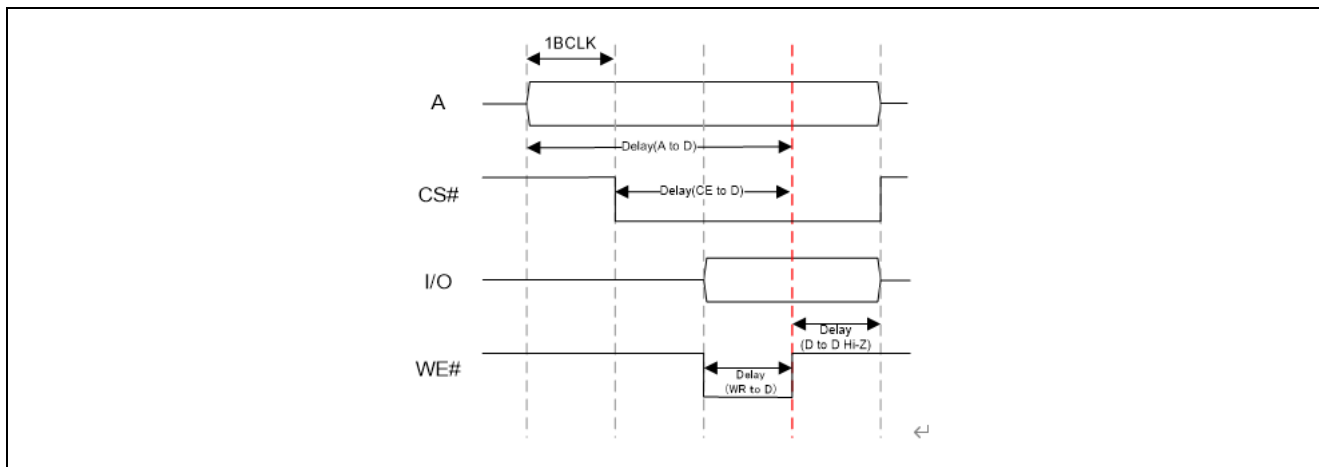 1BCLK
A
Delay(A to D)
CS#
Delay(CE to D)
I/O
Delay
(D to D Hi-Z)
WE#
Delay
(WR to D)
↵